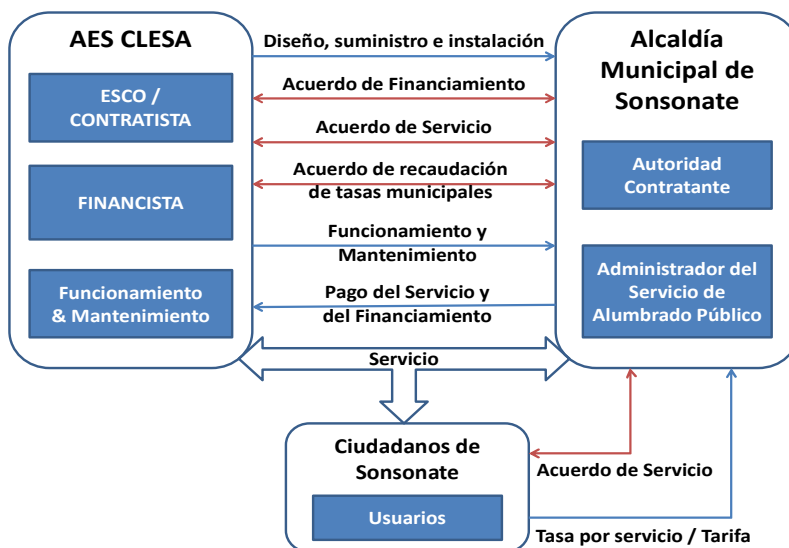 AES CLESA
ESCO /
CONTRATISTA
FINANCISTA
Funcionamiento
& Mantenimiento
Diseño, suministro e instalación
Acuerdo de Financiamiento
Acuerdo de Servicio
Acuerdo de recaudación
de tasas municipales
Funcionamiento y
Mantenimiento
Pago del Servicio y
del Financiamiento
Servicio
Alcaldía
Municipal de
Sonsonate
Autoridad
Contratante
Administrador del
Servicio de
Alumbrado Público
Ciudadanos de
Sonsonate
Usuarios
Acuerdo de Servicio
Tasa por servicio / Tarifa